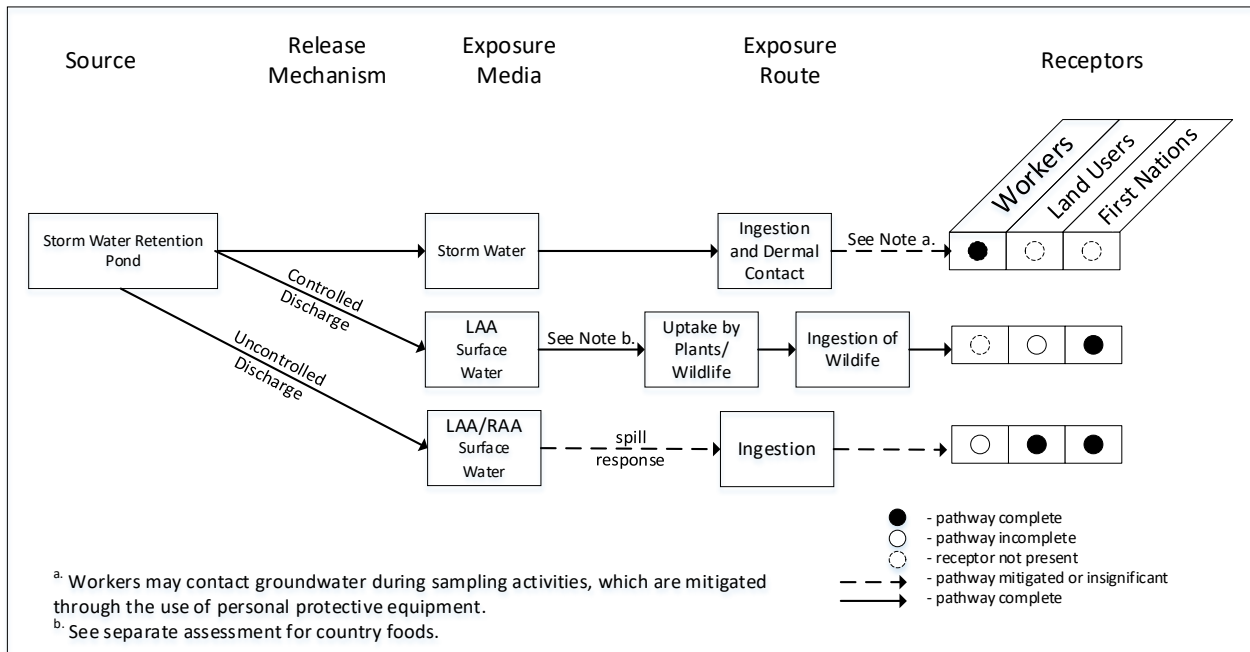 Source
Release
Mechanism
Exposure
Media
Exposure
Route
Receptors
Workers
Land Users
First Nations
Storm Water Retention
Pond
Storm Water
Ingestion
and Dermal
Contact
See Note a.
Controlled
Discharge
LAA
Surface
Water
See Note b.
Uptake by
Plants/
Wildlife
Ingestion of
Wildife
Uncontrolled
Discharge
LAA/RAA
Surface
Water
spill
response
Ingestion
- pathway complete
- pathway incomplete
- receptor not present
- pathway mitigated or insignificant
- pathway complete
a. Workers may contact groundwater during sampling activities, which are mitigated
through the use of personal protective equipment.
b. See separate assessment for country foods.